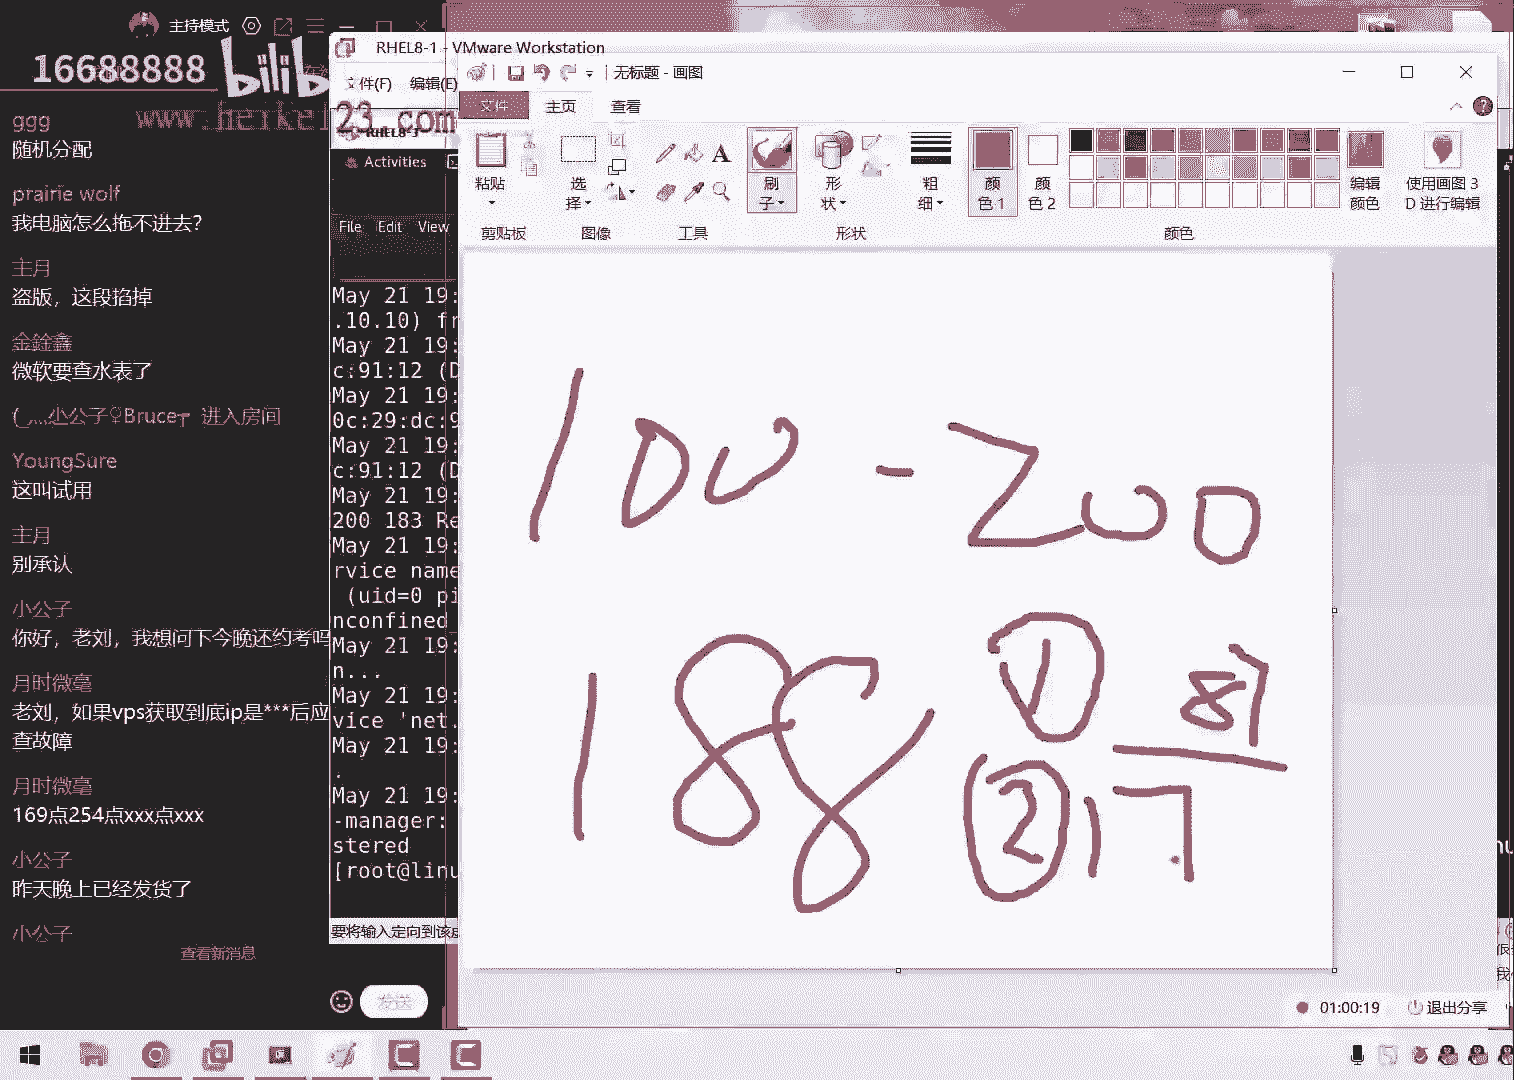 主持模式
16688888 bilib
www.heike123.com
ggg
随机分配
prairie wolf
我电脑怎么拖不进去?
主月
盗版，这段掐掉
金銓鑫
微软要查水表了
小公子♀Bruce 进入房间
YoungSure
这叫试用
主月
别承认
小公子
你好，老刘，我想问下今晚还约考吗
月时微毫
老刘，如果vps获取到底ip是***后应
查故障
月时微毫
169点254点xxx点xxx
小公子
昨天晚上已经发货了
小公子
查看新消息
发送
RHEL8-1 - VMware Workstation
文件(F) 编辑(E)
RHEL8-1
Activities
File Edit View
May 21 19:
.10.10) fr
May 21 19:
c:91:12 (D
May 21 19:
0c:29:dc:9
May 21 19:
c:91:12 (D
May 21 19:
200 183 Re
May 21 19:
rvice name
(uid=0 pi
nconfined
May 21 19:
n...
May 21 19:
vice 'net.
May 21 19:
.
May 21 19:
-manager:
stered
[root@linu
要将输入定向到该虚
无标题 - 画图
文件 主页 查看
粘贴 选择 刷子 形状 粗细 颜色 1 颜色 2 编辑颜色 使用画图 3D 进行编辑
剪贴板 图像 工具 形状 颜色
100-200
188 ① 87
② 17
01:00:19 退出分享